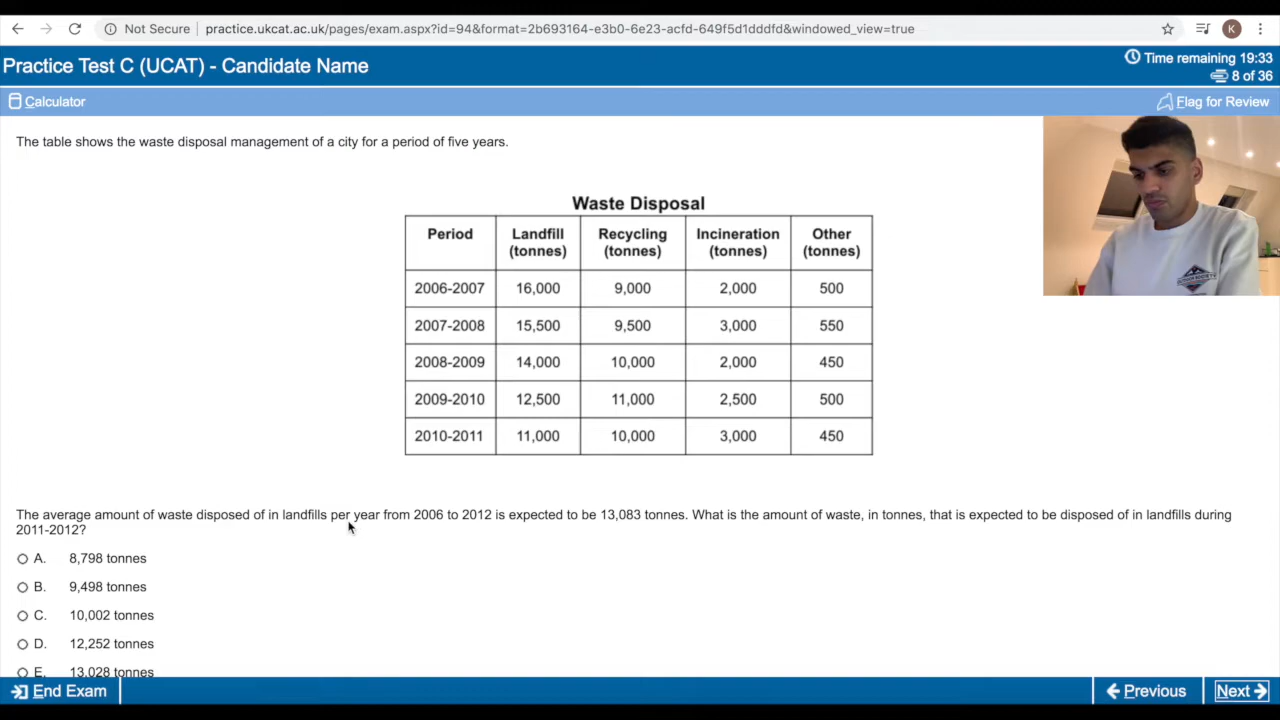 Not Secure practice.ukcat.ac.uk/pages/exam.aspx?id=94&format=2b693164-e3b0-6e23-acfd-649f5d1dddfd&windowed_view=true K
Practice Test C (UCAT) - Candidate Name
Time remaining 19:33
8 of 36
Calculator
Flag for Review
The table shows the waste disposal management of a city for a period of five years.
Waste Disposal
Period Landfill (tonnes) Recycling (tonnes) Incineration (tonnes) Other (tonnes)
2006-2007 16,000 9,000 2,000 500
2007-2008 15,500 9,500 3,000 550
2008-2009 14,000 10,000 2,000 450
2009-2010 12,500 11,000 2,500 500
2010-2011 11,000 10,000 3,000 450
The average amount of waste disposed of in landfills per year from 2006 to 2012 is expected to be 13,083 tonnes. What is the amount of waste, in tonnes, that is expected to be disposed of in landfills during
2011-2012?
A. 8,798 tonnes
B. 9,498 tonnes
C. 10,002 tonnes
D. 12,252 tonnes
E. 13,028 tonnes
End Exam
Previous
Next